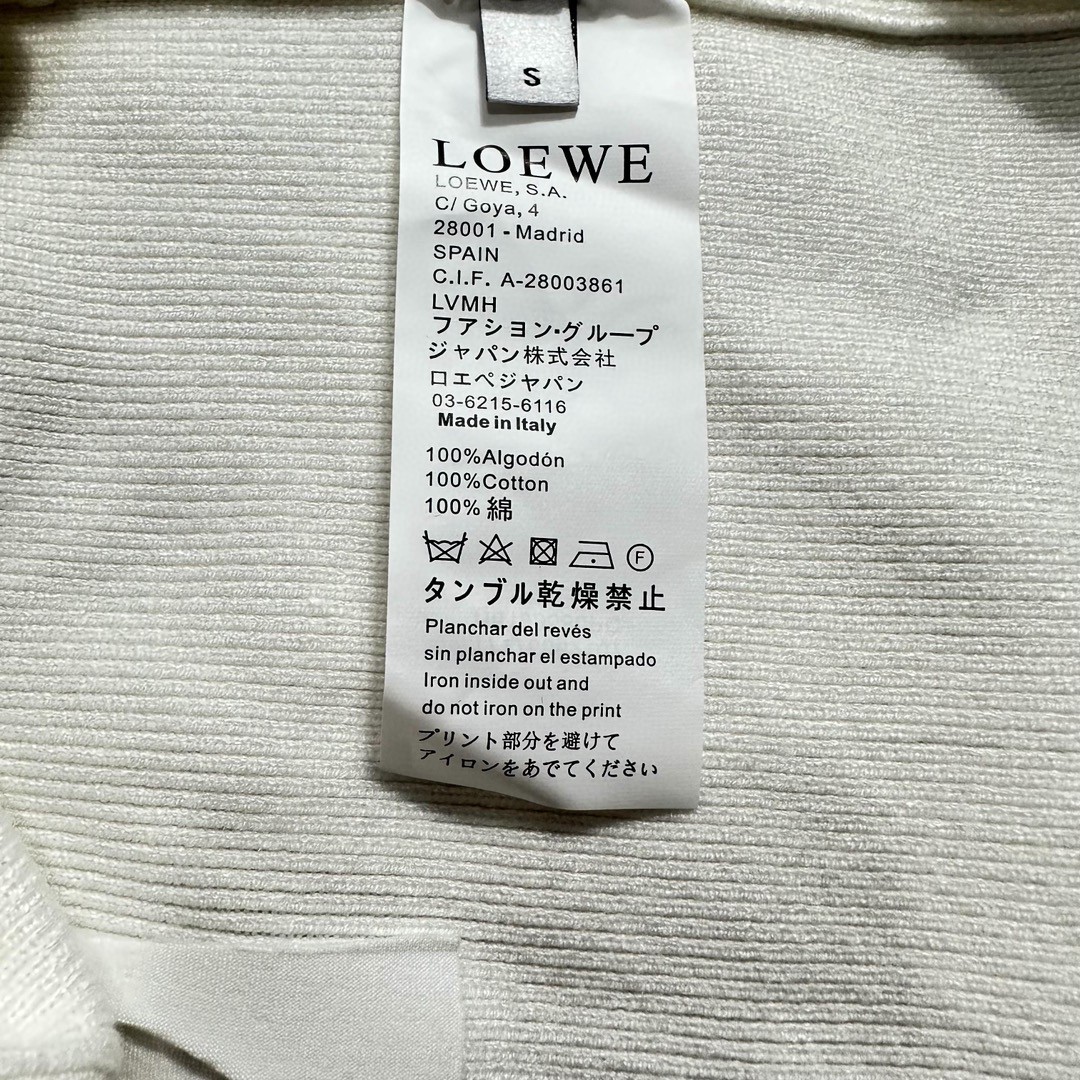 S
LOEWE
LOEWE, S.A.
C/ Goya, 4
28001 - Madrid
SPAIN
C.I.F. A-28003861
LVMH
フアション・グループ
ジャパン株式会社
ロエベジヤパン
03-6215-6116
Made in Italy
100%Algodón
100%Cotton
100% 綿
F
タンブル乾燥禁止
Planchar del revés
sin planchar el estampado
Iron inside out and
do not iron on the print
プリント部分を避けて
アイロンをあでてください